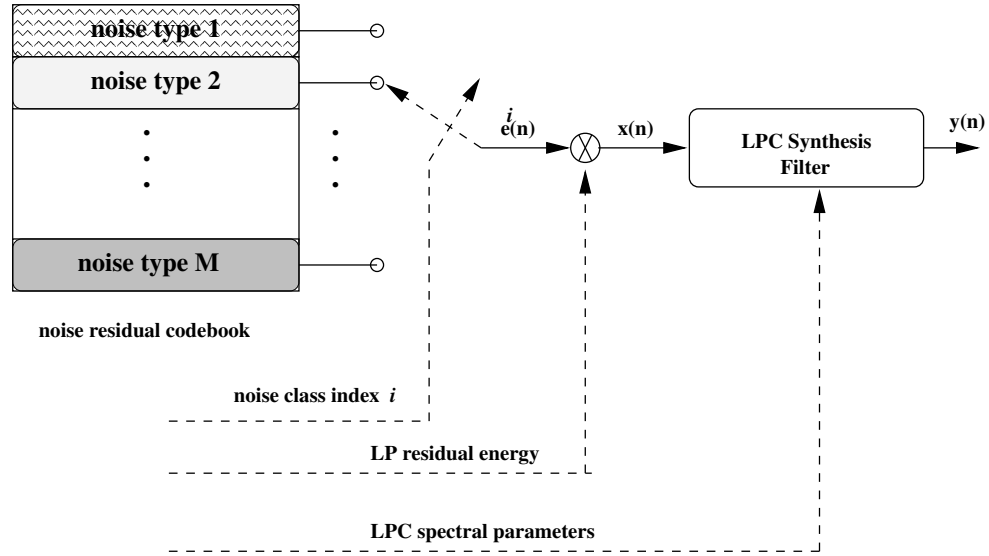 noise type 1
noise type 2
i
e(n)
x(n)
LPC Synthesis
Filter
y(n)
noise type M
noise residual codebook
noise class index i
LP residual energy
LPC spectral parameters